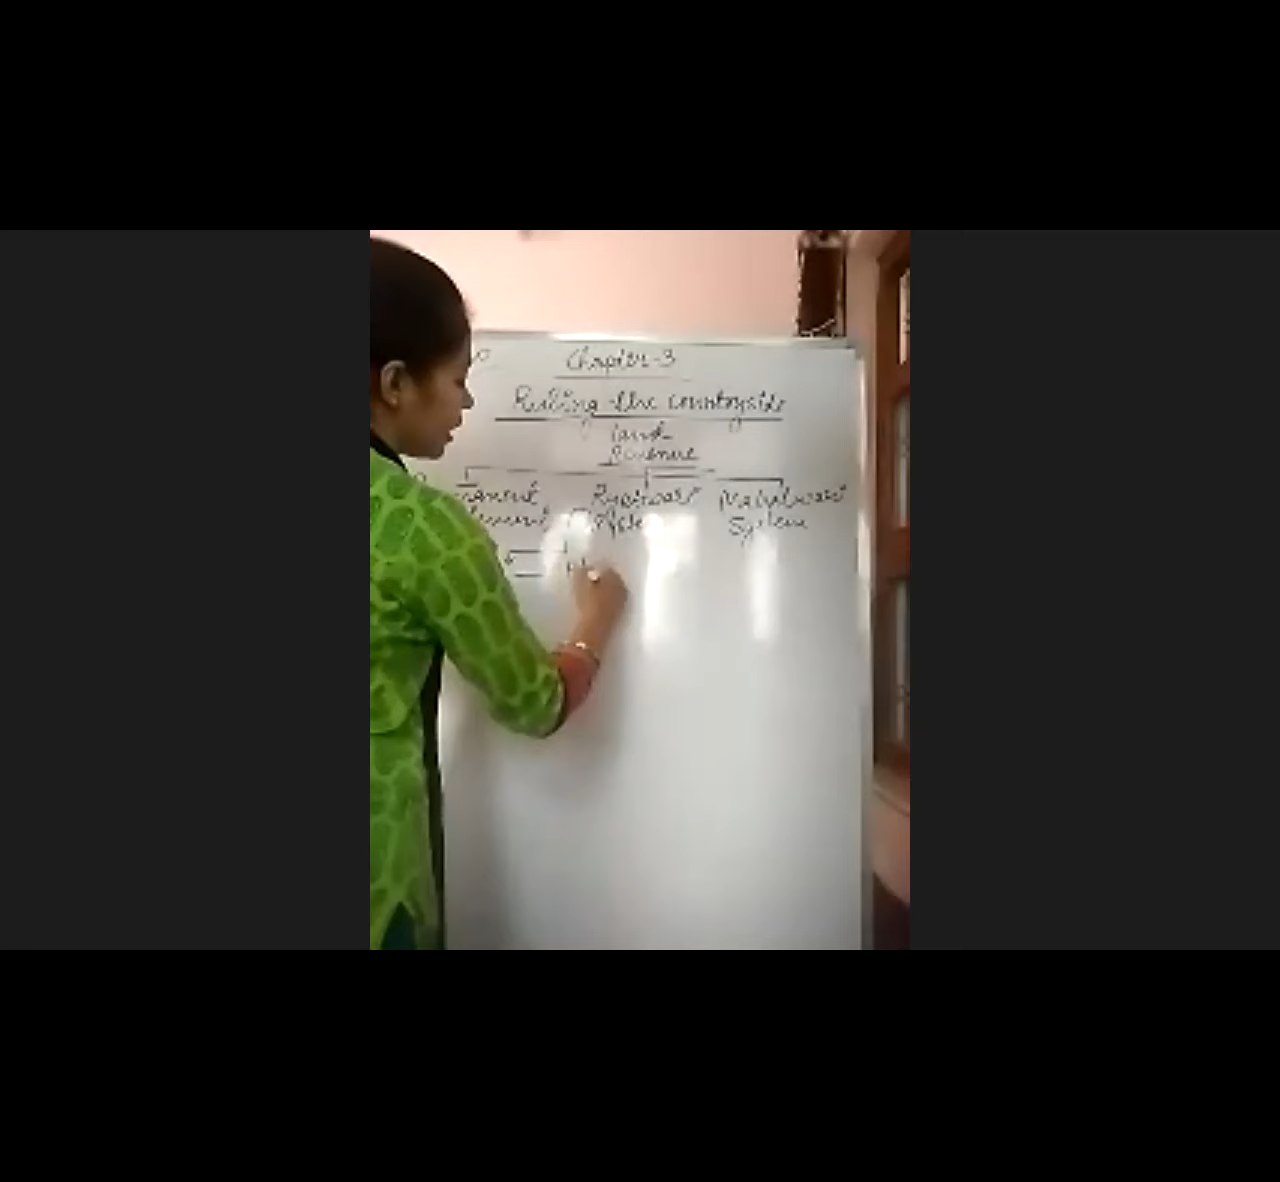 Chapter-3
Ruling the countryside
Land
Revenue
Ryotwari Mahalwari
System System